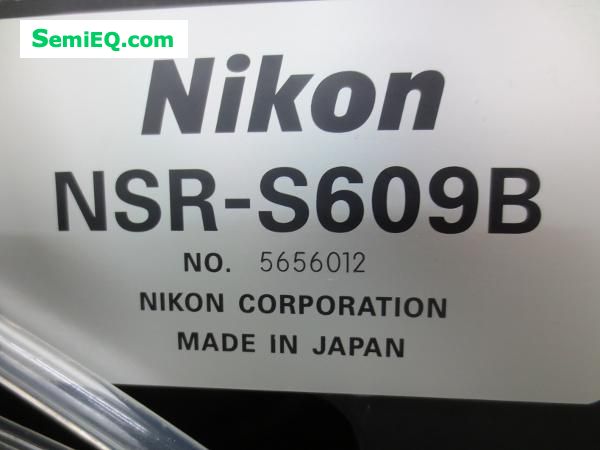 SemiEQ.com
Nikon
NSR-S609B
NO. 5656012
NIKON CORPORATION
MADE IN JAPAN